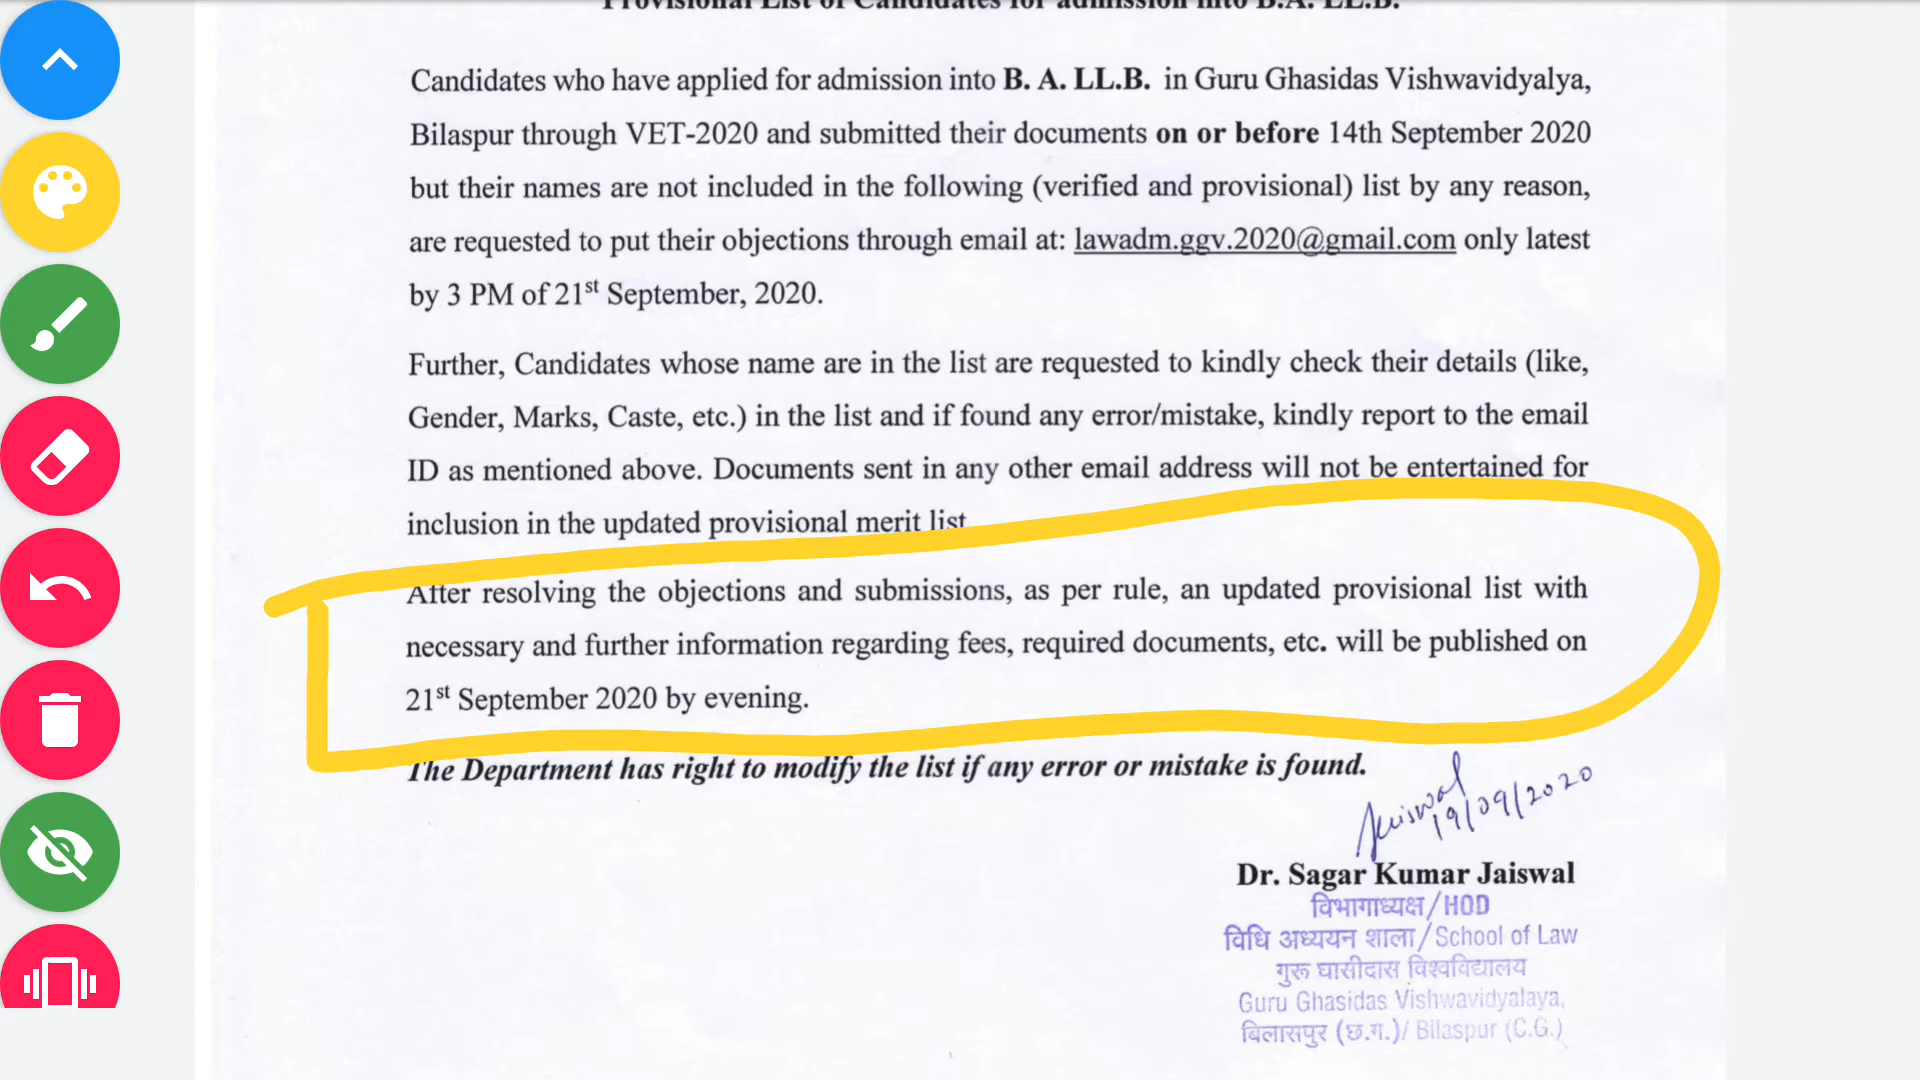 Provisional List of Candidates for admission into B.A. LL.B.
Candidates who have applied for admission into B. A. LL.B. in Guru Ghasidas Vishwavidyalya,
Bilaspur through VET-2020 and submitted their documents on or before 14th September 2020
but their names are not included in the following (verified and provisional) list by any reason,
are requested to put their objections through email at: lawadm.ggv.2020@gmail.com only latest
by 3 PM of 21st September, 2020.
Further, Candidates whose name are in the list are requested to kindly check their details (like,
Gender, Marks, Caste, etc.) in the list and if found any error/mistake, kindly report to the email
ID as mentioned above. Documents sent in any other email address will not be entertained for
inclusion in the updated provisional merit list
After resolving the objections and submissions, as per rule, an updated provisional list with
necessary and further information regarding fees, required documents, etc. will be published on
21st September 2020 by evening.
The Department has right to modify the list if any error or mistake is found.
Jaiswal
19/09/2020
Dr. Sagar Kumar Jaiswal
विभागाध्यक्ष/HOD
विधि अध्ययन शाला/School of Law
गुरू घासीदास विश्वविद्यालय
Guru Ghasidas Vishwavidyalaya,
बिलासपुर (छ.ग.)/ Bilaspur (C.G.)